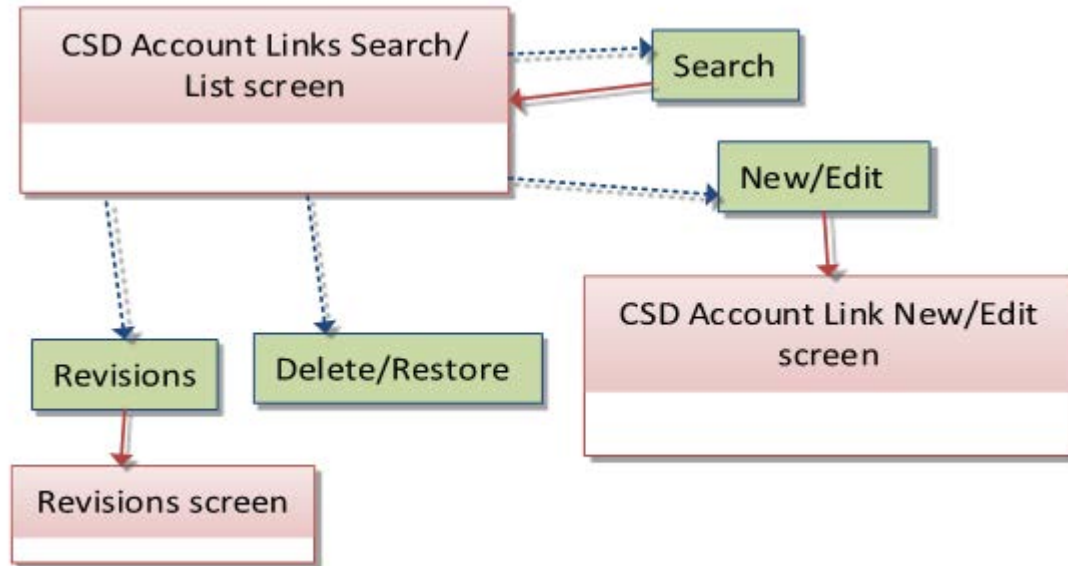 CSD Account Links Search/
List screen
Search
New/Edit
CSD Account Link New/Edit
screen
Revisions
Delete/Restore
Revisions screen